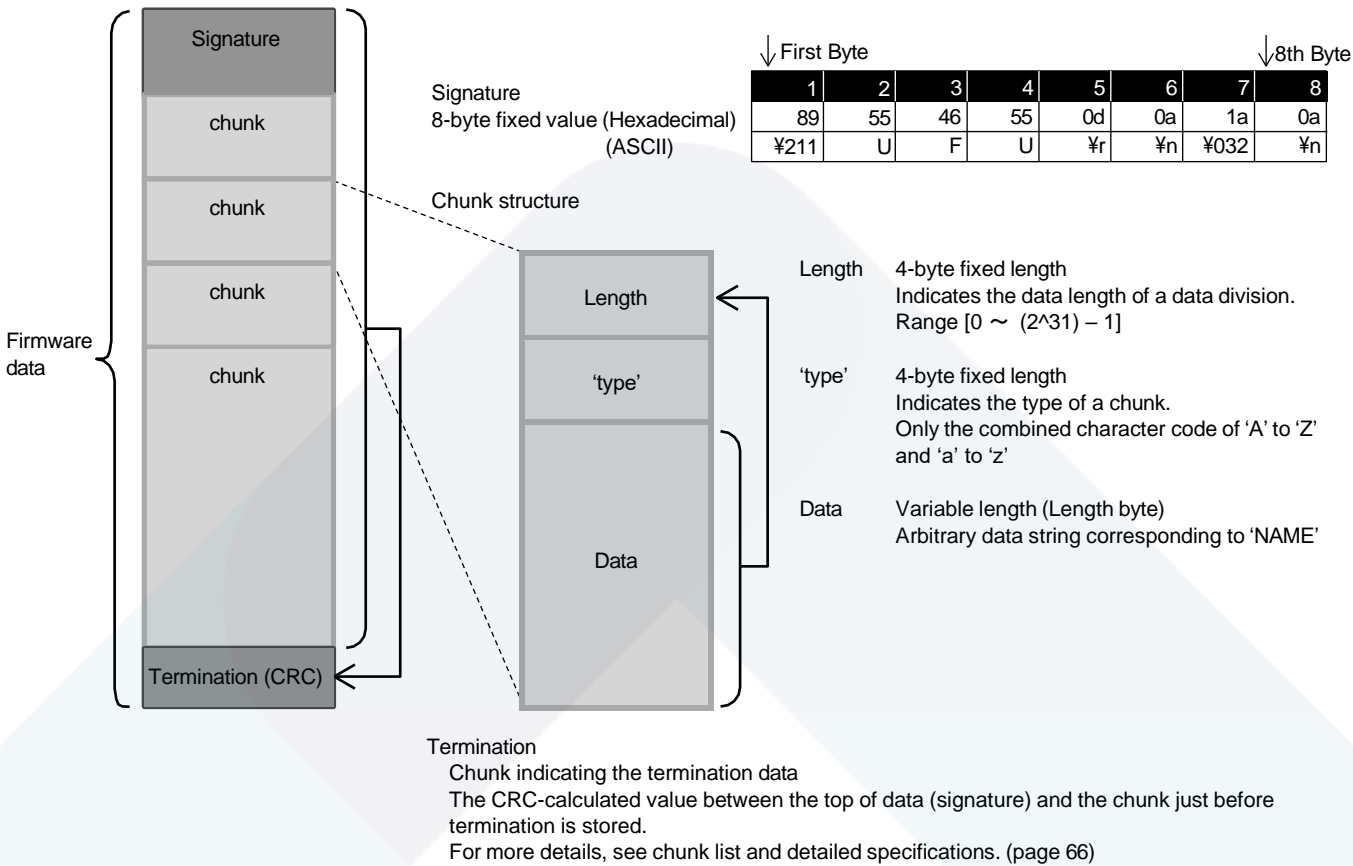 Signature
chunk
chunk
chunk
chunk
Termination (CRC)
Firmware
data
↓First Byte
↓8th Byte
1 2 3 4 5 6 7 8
Signature
8-byte fixed value (Hexadecimal) 89 55 46 55 0d 0a 1a 0a
(ASCII) ¥211 U F U ¥r ¥n ¥032 ¥n
Chunk structure
Length
‘type’
Data
Length 4-byte fixed length
Indicates the data length of a data division.
Range [0 ～ (2^31) – 1]
‘type’ 4-byte fixed length
Indicates the type of a chunk.
Only the combined character code of ‘A’ to ‘Z’
and ‘a’ to ‘z’
Data Variable length (Length byte)
Arbitrary data string corresponding to ‘NAME’
Termination
Chunk indicating the termination data
The CRC-calculated value between the top of data (signature) and the chunk just before
termination is stored.
For more details, see chunk list and detailed specifications. (page 66)